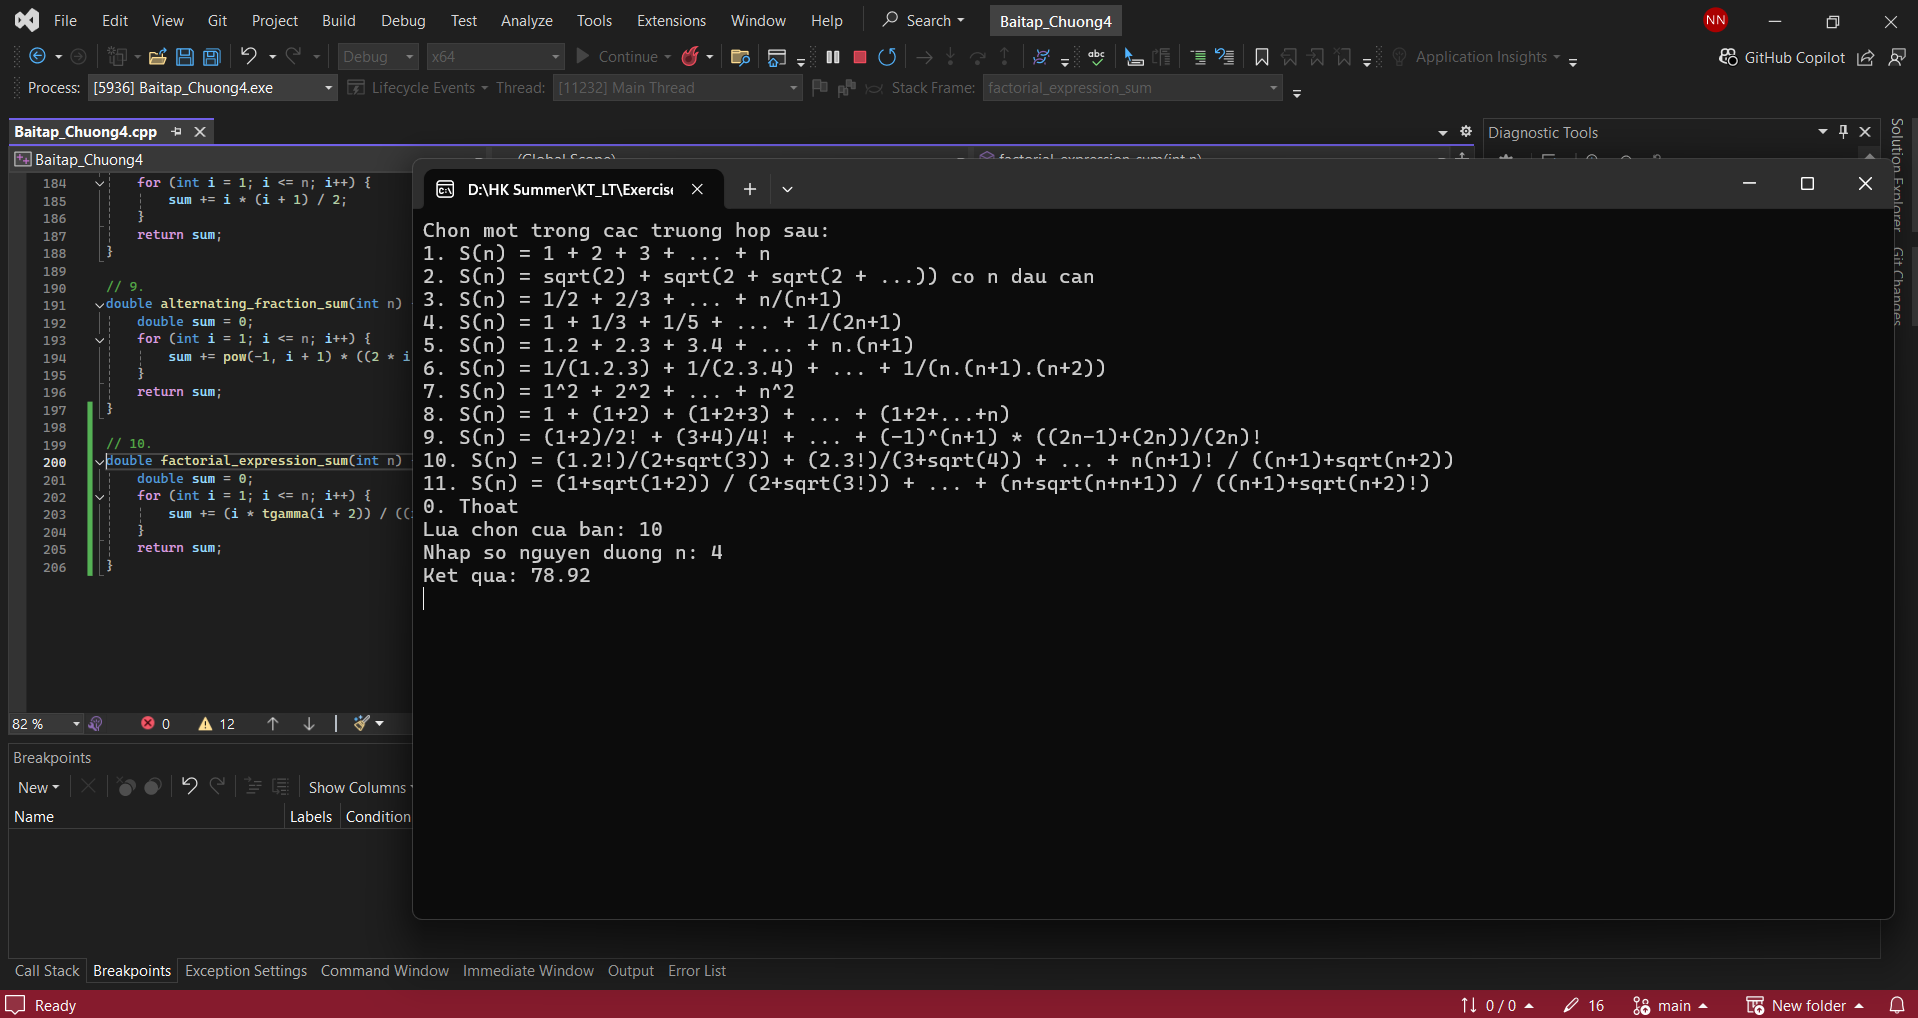 File Edit View Git Project Build Debug Test Analyze Tools Extensions Window Help Search Baitap_Chuong4 NN
Debug x64 Continue abc Application Insights GitHub Copilot
Process: [5936] Baitap_Chuong4.exe Lifecycle Events Thread: [11232] Main Thread Stack Frame: factorial_expression_sum
Baitap_Chuong4.cpp
Diagnostic Tools
Solution Explorer
Git Changes
Baitap_Chuong4 (Global Scope) factorial_expression_sum(int n)
184 for (int i = 1; i <= n; i++) {
185 sum += i * (i + 1) / 2;
186 }
187 return sum;
188 }
189
190 // 9.
191 double alternating_fraction_sum(int n)
192 double sum = 0;
193 for (int i = 1; i <= n; i++) {
194 sum += pow(-1, i + 1) * ((2 * i
195 }
196 return sum;
197 }
198
199 // 10.
200 double factorial_expression_sum(int n)
201 double sum = 0;
202 for (int i = 1; i <= n; i++) {
203 sum += (i * tgamma(i + 2)) / ((
204 }
205 return sum;
206 }
D:\HK Summer\KT_LT\Exercise
Chon mot trong cac truong hop sau:
1. S(n) = 1 + 2 + 3 + ... + n
2. S(n) = sqrt(2) + sqrt(2 + sqrt(2 + ...)) co n dau can
3. S(n) = 1/2 + 2/3 + ... + n/(n+1)
4. S(n) = 1 + 1/3 + 1/5 + ... + 1/(2n+1)
5. S(n) = 1.2 + 2.3 + 3.4 + ... + n.(n+1)
6. S(n) = 1/(1.2.3) + 1/(2.3.4) + ... + 1/(n.(n+1).(n+2))
7. S(n) = 1^2 + 2^2 + ... + n^2
8. S(n) = 1 + (1+2) + (1+2+3) + ... + (1+2+...+n)
9. S(n) = (1+2)/2! + (3+4)/4! + ... + (-1)^(n+1) * ((2n-1)+(2n))/(2n)!
10. S(n) = (1.2!)/(2+sqrt(3)) + (2.3!)/(3+sqrt(4)) + ... + n(n+1)! / ((n+1)+sqrt(n+2))
11. S(n) = (1+sqrt(1+2)) / (2+sqrt(3!)) + ... + (n+sqrt(n+n+1)) / ((n+1)+sqrt(n+2)!)
0. Thoat
Lua chon cua ban: 10
Nhap so nguyen duong n: 4
Ket qua: 78.92
82 % 0 12
Breakpoints
New Show Columns
Name Labels Condition
Call Stack Breakpoints Exception Settings Command Window Immediate Window Output Error List
Ready 0 / 0 16 main New folder